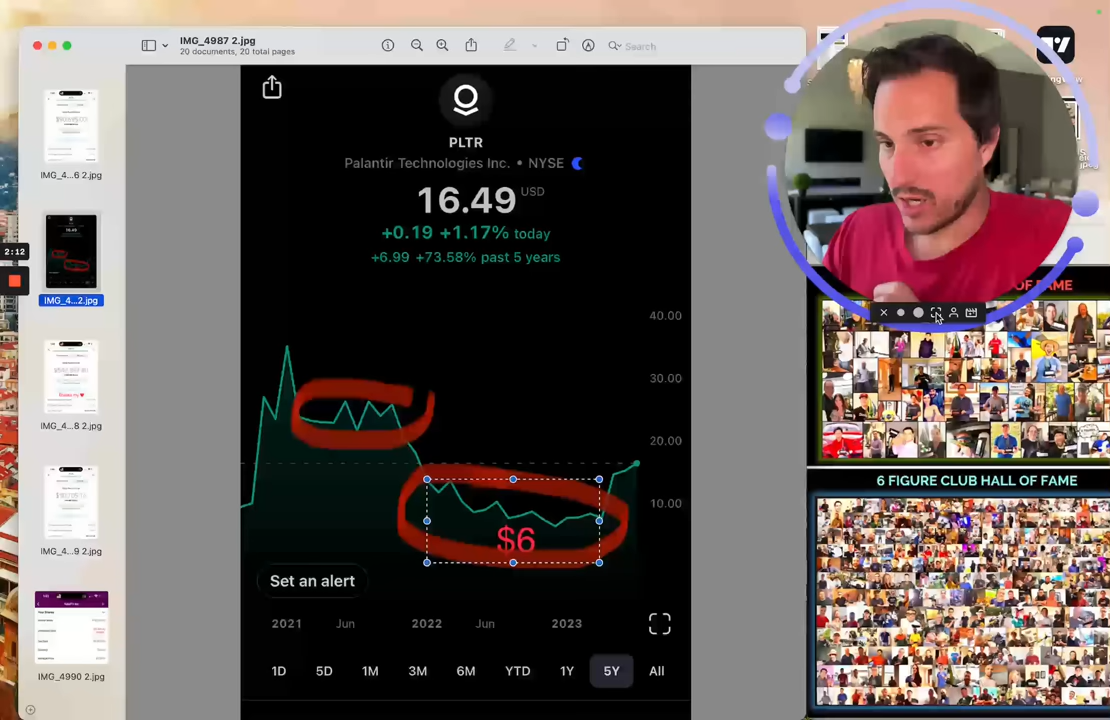 IMG_4987 2.jpg
20 documents, 20 total pages
Search
IMG_4...6 2.jpg
2:12
IMG_4...2.jpg
IMG_4...8 2.jpg
IMG_4...9 2.jpg
IMG_4990 2.jpg
PLTR
Palantir Technologies Inc. • NYSE
16.49 USD
+0.19 +1.17% today
+6.99 +73.58% past 5 years
40.00
30.00
20.00
10.00
$6
Set an alert
2021 Jun 2022 Jun 2023
1D 5D 1M 3M 6M YTD 1Y 5Y All
OF FAME
6 FIGURE CLUB HALL OF FAME